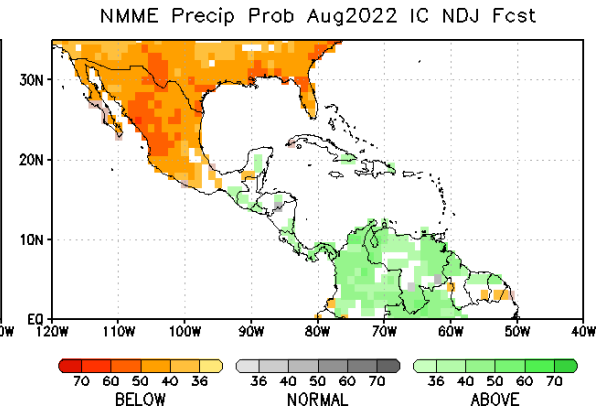 NMME Precip Prob Aug2022 IC NDJ Fcst
30N
20N
10N
EQ
0W 120W 110W 100W 90W 80W 70W 60W 50W 40W
70 60 50 40 36 36 40 50 60 70 36 40 50 60 70
BELOW NORMAL ABOVE